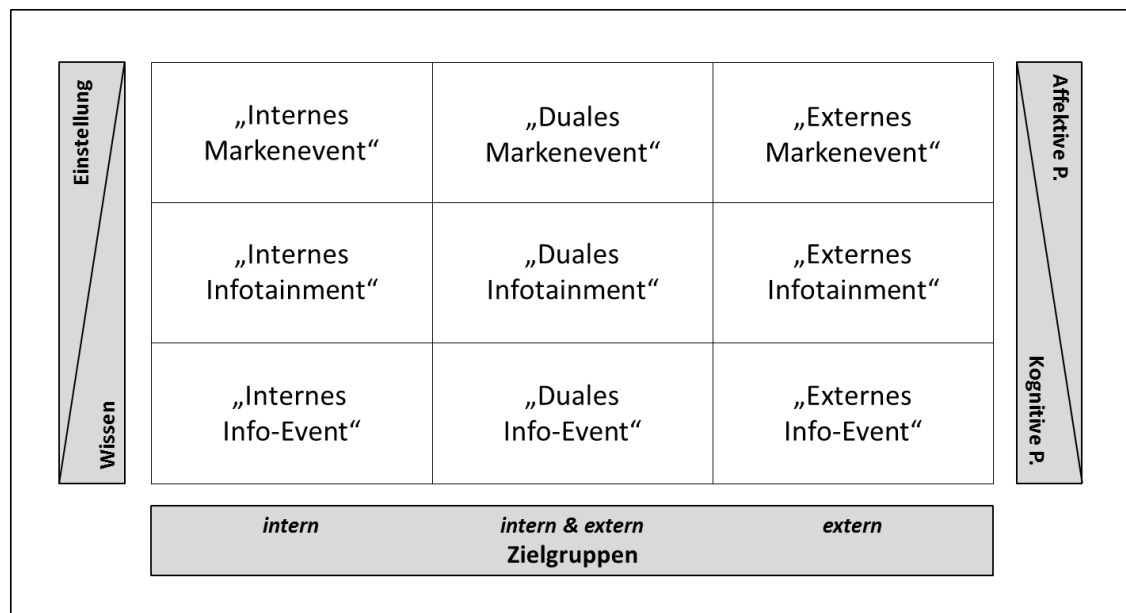 Einstellung
Wissen
„Internes
Markenevent“
„Duales
Markenevent“
„Externes
Markenevent“
„Internes
Infotainment“
„Duales
Infotainment“
„Externes
Infotainment“
„Internes
Info-Event“
„Duales
Info-Event“
„Externes
Info-Event“
Affektive P.
Kognitive P.
intern
intern & extern
extern
Zielgruppen